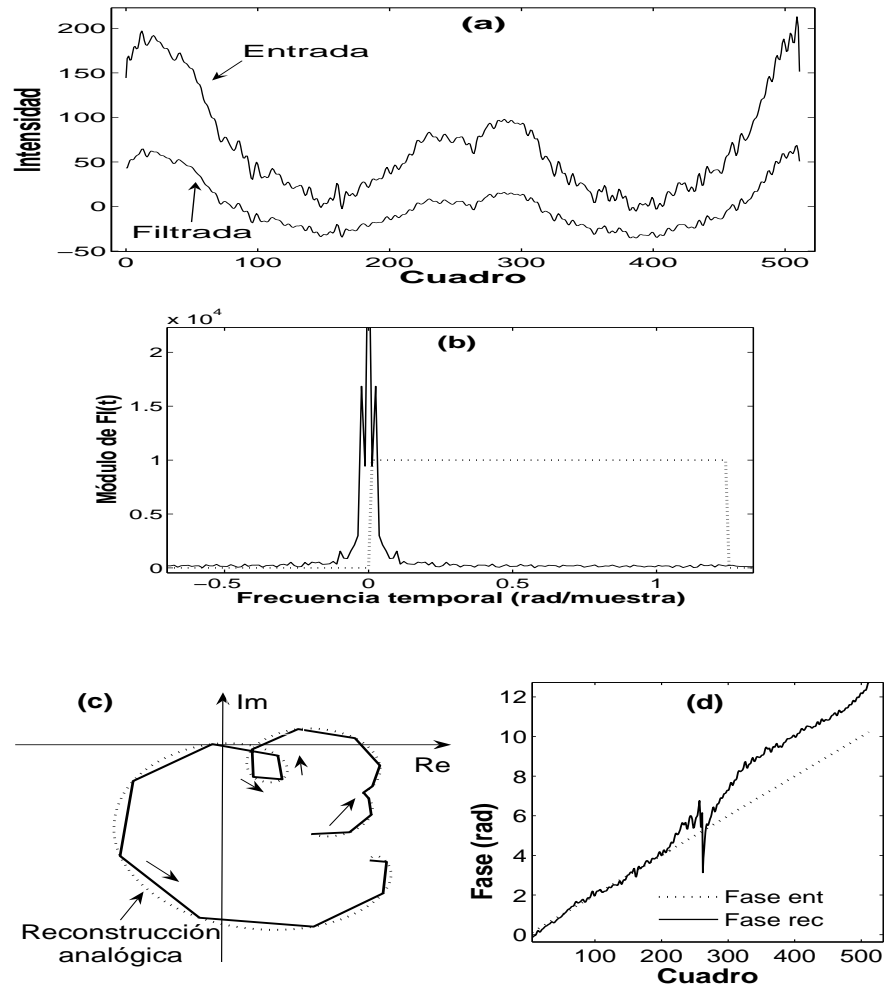 (a)
200
150
100
50
0
−50
Intensidad
Entrada
Filtrada
0 100 200 300 400 500
Cuadro
x 10⁴
(b)
2
1.5
1
0.5
0
Módulo de FI(t)
−0.5 0 0.5 1
Frecuencia temporal (rad/muestra)
(c)
Im
Re
Reconstrucción
analógica
(d)
12
10
8
6
4
2
0
Fase (rad)
Fase ent
Fase rec
100 200 300 400 500
Cuadro